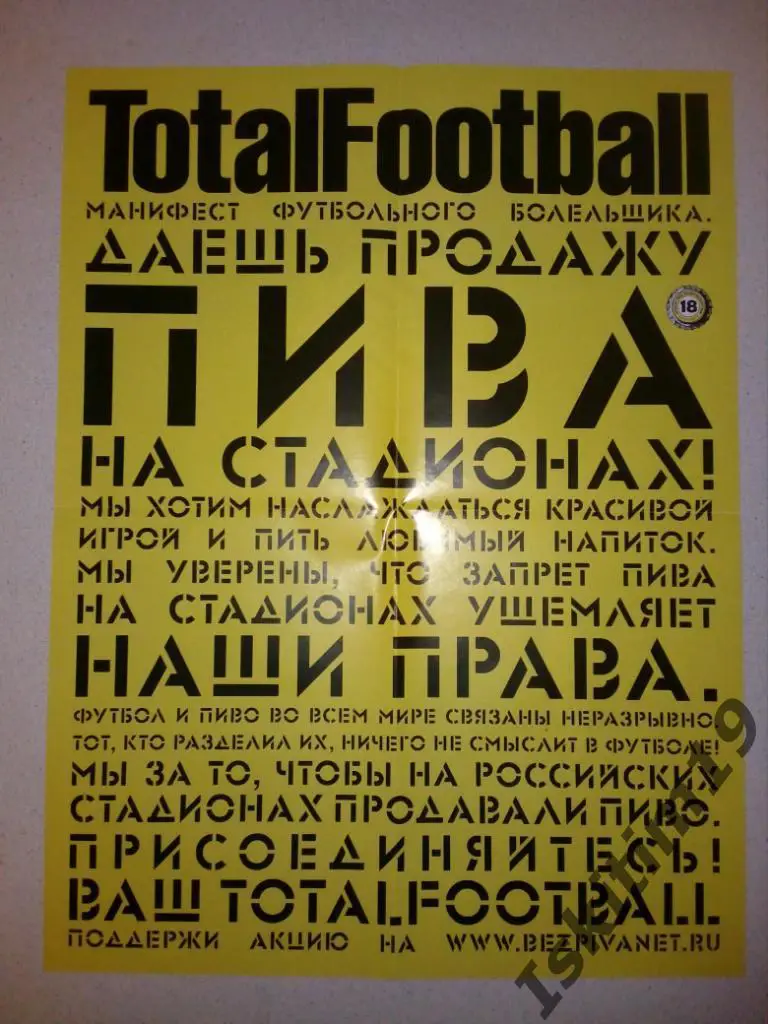 TotalFootball
МАНИФЕСТ ФУТБОЛЬНОГО БОЛЕЛЬЩИКА.
ДАЕШЬ ПРОДАЖУ
ПИВА
18
НА СТАДИОНАХ!
МЫ ХОТИМ НАСЛАЖДАТЬСЯ КРАСИВОЙ
ИГРОЙ И ПИТЬ ЛЮБИМЫЙ НАПИТОК.
МЫ УВЕРЕНЫ, ЧТО ЗАПРЕТ ПИВА
НА СТАДИОНАХ УЩЕМЛЯЕТ
НАШИ ПРАВА.
ФУТБОЛ И ПИВО ВО ВСЕМ МИРЕ СВЯЗАНЫ НЕРАЗРЫВНО.
ТОТ, КТО РАЗДЕЛИЛ ИХ, НИЧЕГО НЕ СМЫСЛИТ В ФУТБОЛЕ!
МЫ ЗА ТО, ЧТОБЫ НА РОССИЙСКИХ
СТАДИОНАХ ПРОДАВАЛИ ПИВО.
ПРИСОЕДИНЯЙТЕСЬ!
ВАШ TOTALFOOTBALL
ПОДДЕРЖИ АКЦИЮ НА WWW.BEZPIVANET.RU
Iskitim19